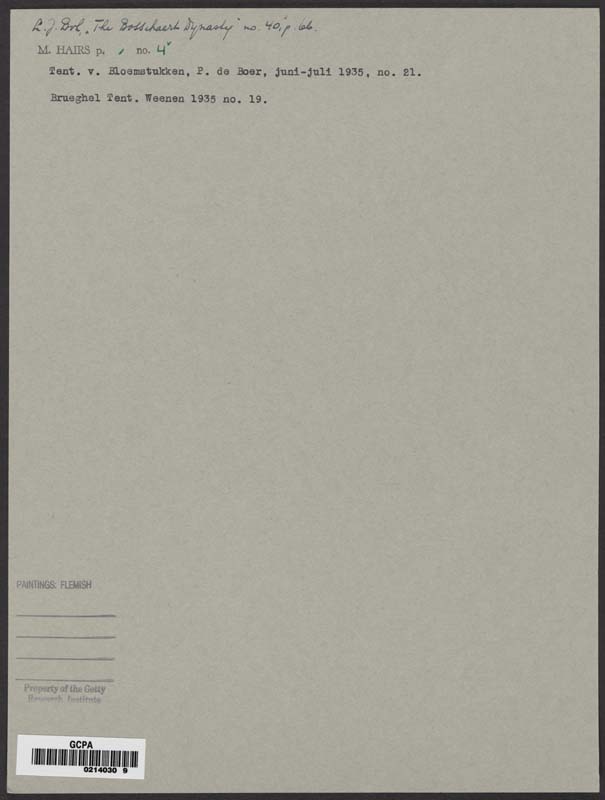 L. J. Bol, "The Bosschaert Dynasty" no. 40, p. 66.
M. HAIRS p. , no. 4
Tent. v. Bloemstukken, P. de Boer, juni-juli 1935, no. 21.
Brueghel Tent. Weenen 1935 no. 19.
PAINTINGS: FLEMISH
Property of the Getty
Research Institute
GCPA
0214030 9